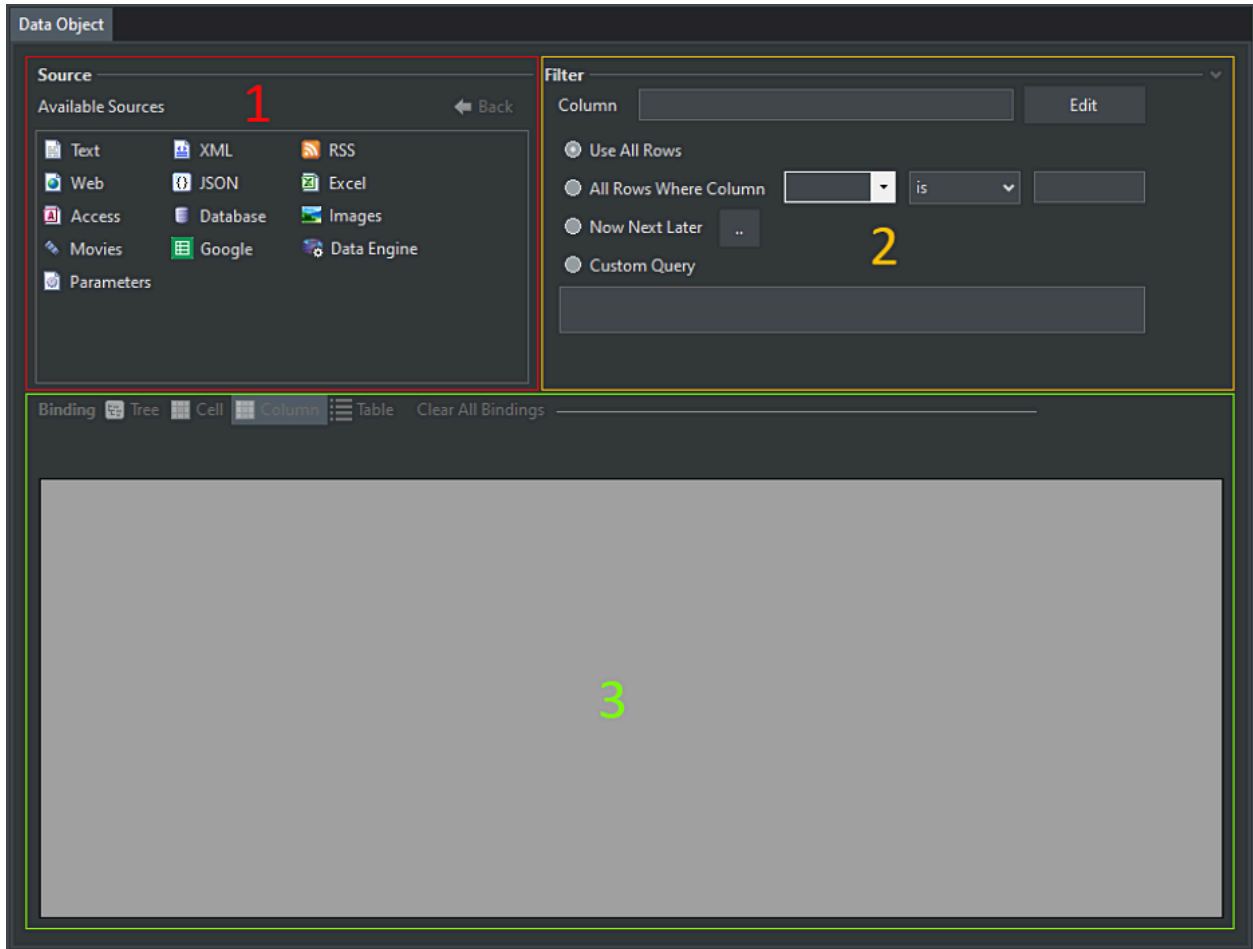 Data Object
Source
1
Available Sources
Back
Text
XML
RSS
Web
JSON
Excel
Access
Database
Images
Movies
Google
Data Engine
Parameters
Filter
Column
Edit
Use All Rows
All Rows Where Column
is
Now Next Later
..
2
Custom Query
Binding Tree Cell Column Table Clear All Bindings
3